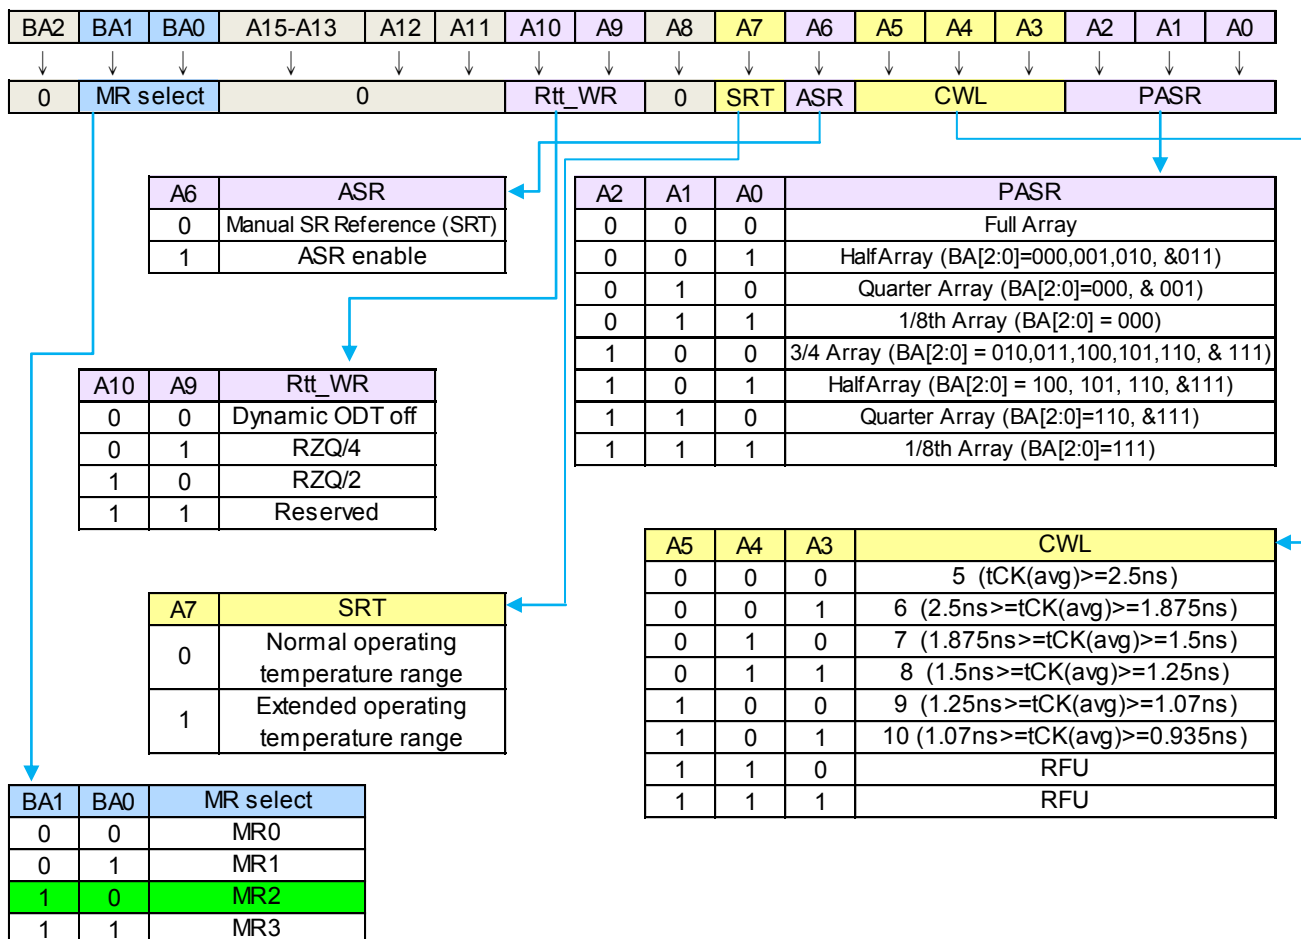 BA2 BA1 BA0 A15-A13 A12 A11 A10 A9 A8 A7 A6 A5 A4 A3 A2 A1 A0
0 MR select 0 Rtt_WR 0 SRT ASR CWL PASR
A6 ASR
0 Manual SR Reference (SRT)
1 ASR enable
A2 A1 A0 PASR
0 0 0 Full Array
0 0 1 HalfArray (BA[2:0]=000,001,010, &011)
0 1 0 Quarter Array (BA[2:0]=000, & 001)
0 1 1 1/8th Array (BA[2:0] = 000)
1 0 0 3/4 Array (BA[2:0] = 010,011,100,101,110, & 111)
1 0 1 HalfArray (BA[2:0] = 100, 101, 110, &111)
1 1 0 Quarter Array (BA[2:0]=110, &111)
1 1 1 1/8th Array (BA[2:0]=111)
A10 A9 Rtt_WR
0 0 Dynamic ODT off
0 1 RZQ/4
1 0 RZQ/2
1 1 Reserved
A5 A4 A3 CWL
0 0 0 5 (tCK(avg)>=2.5ns)
0 0 1 6 (2.5ns>=tCK(avg)>=1.875ns)
0 1 0 7 (1.875ns>=tCK(avg)>=1.5ns)
0 1 1 8 (1.5ns>=tCK(avg)>=1.25ns)
1 0 0 9 (1.25ns>=tCK(avg)>=1.07ns)
1 0 1 10 (1.07ns>=tCK(avg)>=0.935ns)
1 1 0 RFU
1 1 1 RFU
A7 SRT
0 Normal operating
temperature range
1 Extended operating
temperature range
BA1 BA0 MR select
0 0 MR0
0 1 MR1
1 0 MR2
1 1 MR3